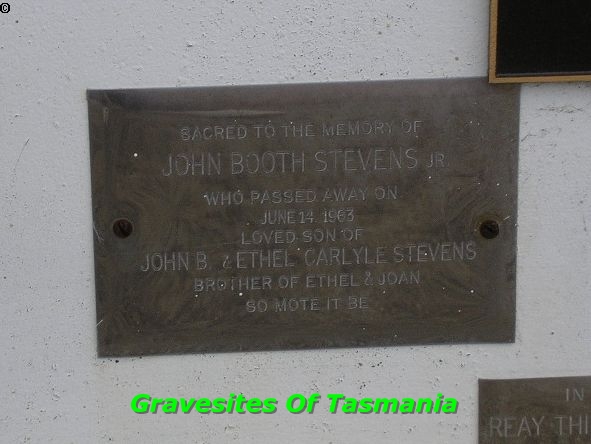 ©
SACRED TO THE MEMORY OF
JOHN BOOTH STEVENS JR.
WHO PASSED AWAY ON
JUNE 14, 1963
LOVED SON OF
JOHN B. & ETHEL CARLYLE STEVENS
BROTHER OF ETHEL & JOAN
SO MOTE IT BE
Gravesites Of Tasmania
IN
REAY THI